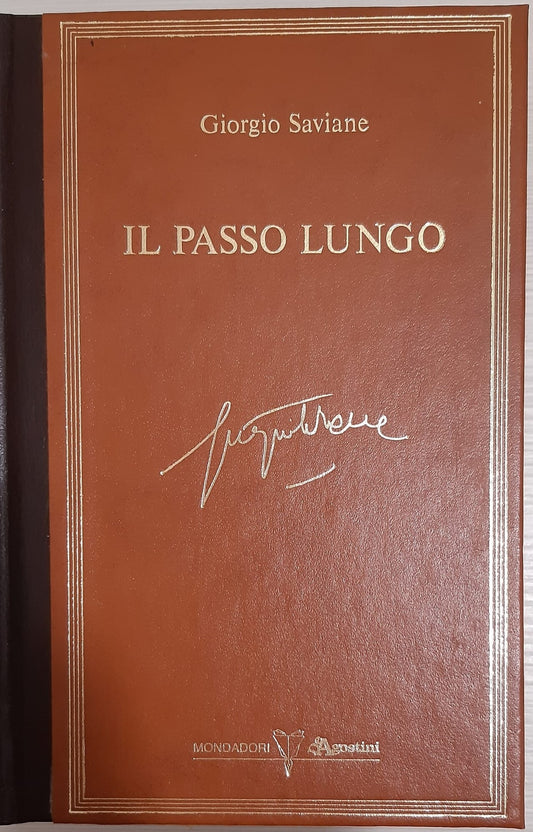 Giorgio Saviane
IL PASSO LUNGO
MONDADORI Agostini